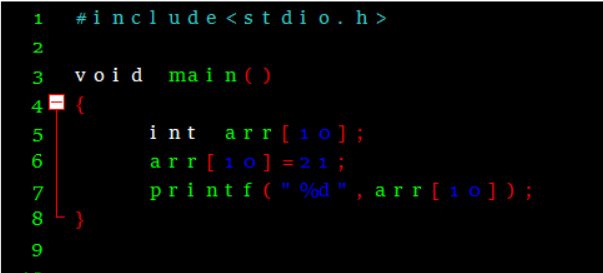 1 #include<stdio.h>
2
3 void main()
4 {
5 int arr[10];
6 arr[10]=21;
7 printf("%d",arr[10]);
8 }
9